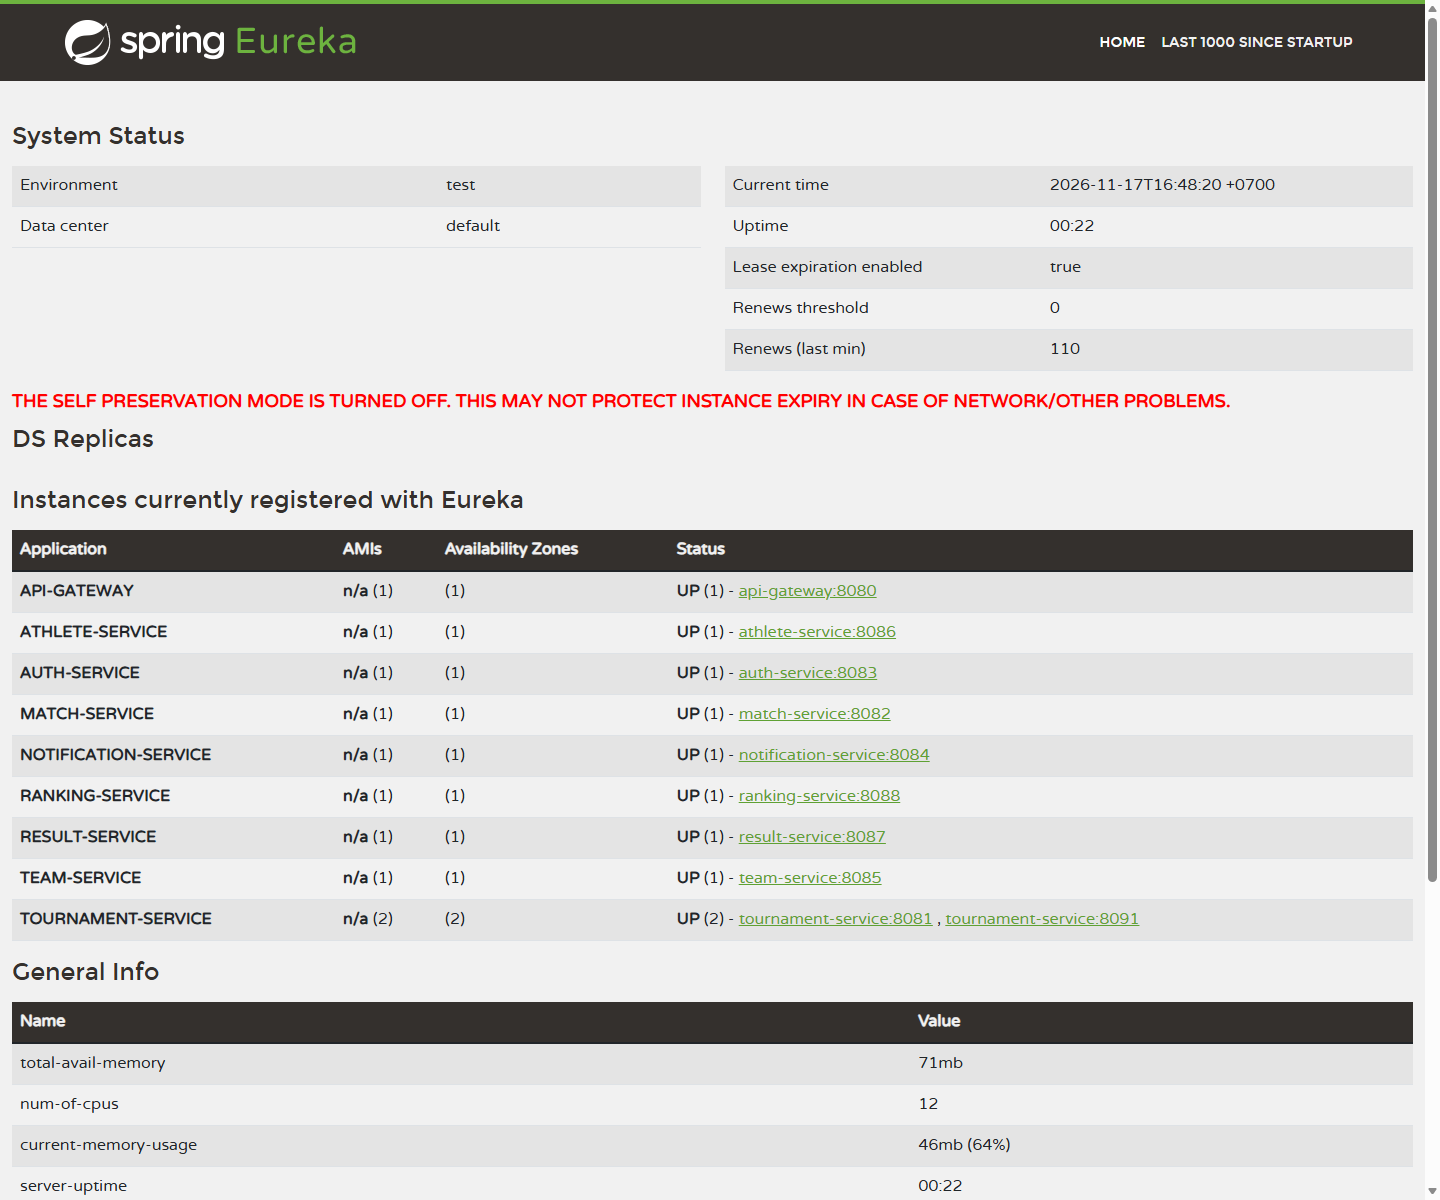 spring Eureka
HOME LAST 1000 SINCE STARTUP
System Status
Environment test
Data center default
Current time 2026-11-17T16:48:20 +0700
Uptime 00:22
Lease expiration enabled true
Renews threshold 0
Renews (last min) 110
THE SELF PRESERVATION MODE IS TURNED OFF. THIS MAY NOT PROTECT INSTANCE EXPIRY IN CASE OF NETWORK/OTHER PROBLEMS.
DS Replicas
Instances currently registered with Eureka
Application AMIs Availability Zones Status
API-GATEWAY n/a (1) (1) UP (1) - api-gateway:8080
ATHLETE-SERVICE n/a (1) (1) UP (1) - athlete-service:8086
AUTH-SERVICE n/a (1) (1) UP (1) - auth-service:8083
MATCH-SERVICE n/a (1) (1) UP (1) - match-service:8082
NOTIFICATION-SERVICE n/a (1) (1) UP (1) - notification-service:8084
RANKING-SERVICE n/a (1) (1) UP (1) - ranking-service:8088
RESULT-SERVICE n/a (1) (1) UP (1) - result-service:8087
TEAM-SERVICE n/a (1) (1) UP (1) - team-service:8085
TOURNAMENT-SERVICE n/a (2) (2) UP (2) - tournament-service:8081 , tournament-service:8091
General Info
Name Value
total-avail-memory 71mb
num-of-cpus 12
current-memory-usage 46mb (64%)
server-uptime 00:22